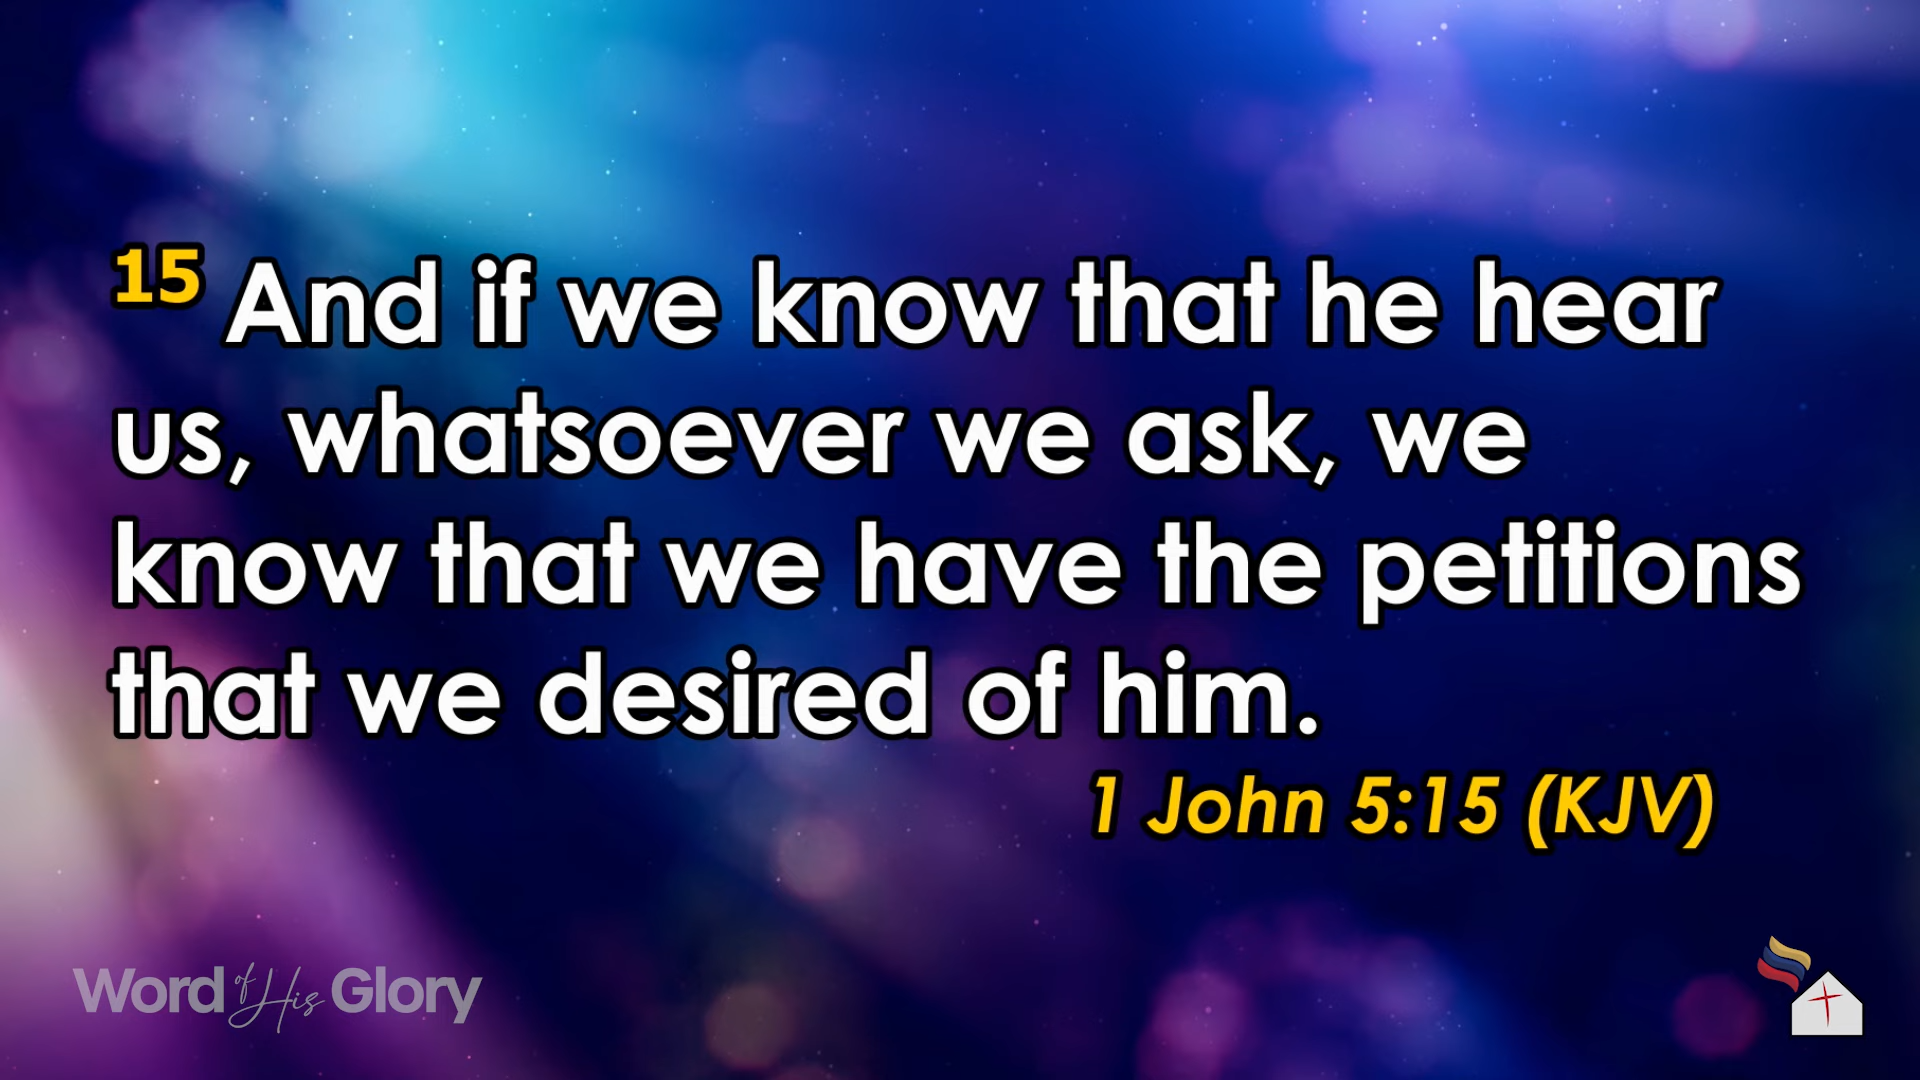 15 And if we know that he hear
us, whatsoever we ask, we
know that we have the petitions
that we desired of him.
1 John 5:15 (KJV)
Word of His Glory